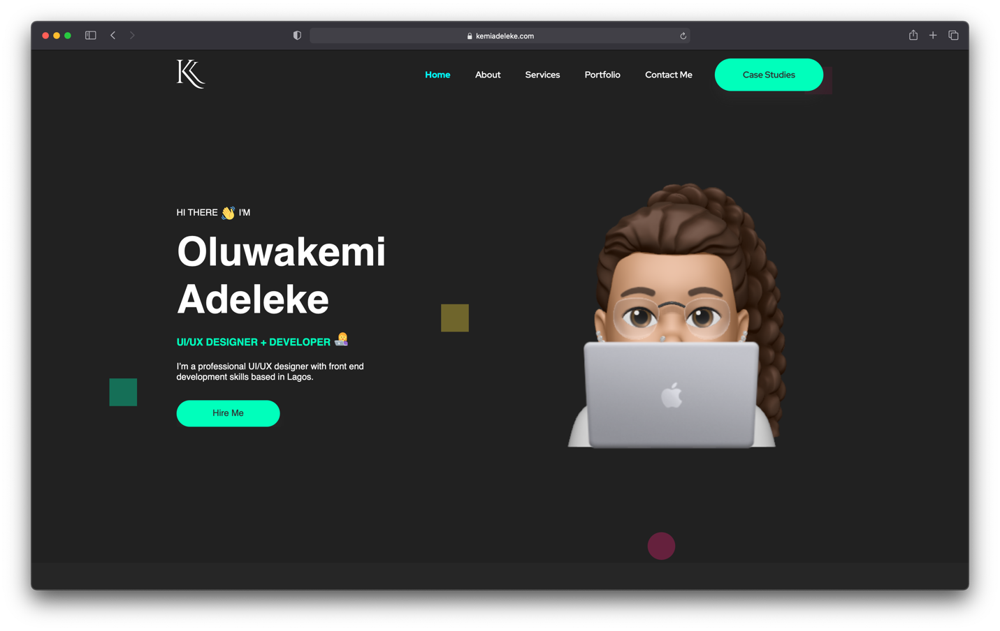 kemiadeleke.com
K
Home About Services Portfolio Contact Me Case Studies
HI THERE 👋 I'M
Oluwakemi
Adeleke
UI/UX DESIGNER + DEVELOPER 👩‍💻
I'm a professional UI/UX designer with front end
development skills based in Lagos.
Hire Me